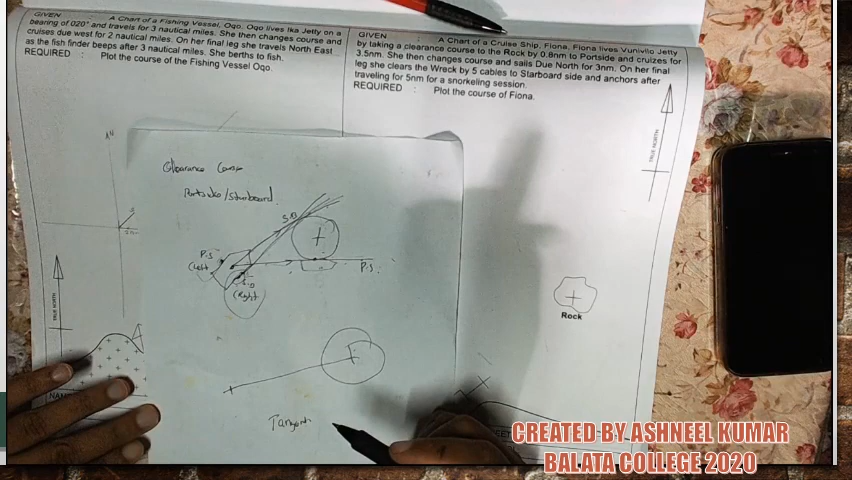 GIVEN : A Chart of a Fishing Vessel, Oqo. Oqo lives Ika Jetty on a
bearing of 020° and travels for 3 nautical miles. She then changes course and
cruises due west for 2 nautical miles. On her final leg she travels North East
as the fish finder beeps after 3 nautical miles. She berths to fish.
REQUIRED : Plot the course of the Fishing Vessel Oqo.
GIVEN : A Chart of a Cruise Ship, Fiona, Fiona lives Vunivilo Jetty
by taking a clearance course to the Rock by 0.8nm to Portside and cruizes for
3.5nm. She then changes course and sails Due North for 3nm. On her final
leg she clears the Wreck by 5 cables to Starboard side and anchors after
traveling for 5nm for a snorkeling session.
REQUIRED : Plot the course of Fiona.
TRUE NORTH
Clearance Course
Portside/Starboard
S.B
P.S
(Left
P.S
(Right)
TRUE NORTH
Rock
NAME
Tangent
CREATED BY ASHNEEL KUMAR
BALATA COLLEGE 2020